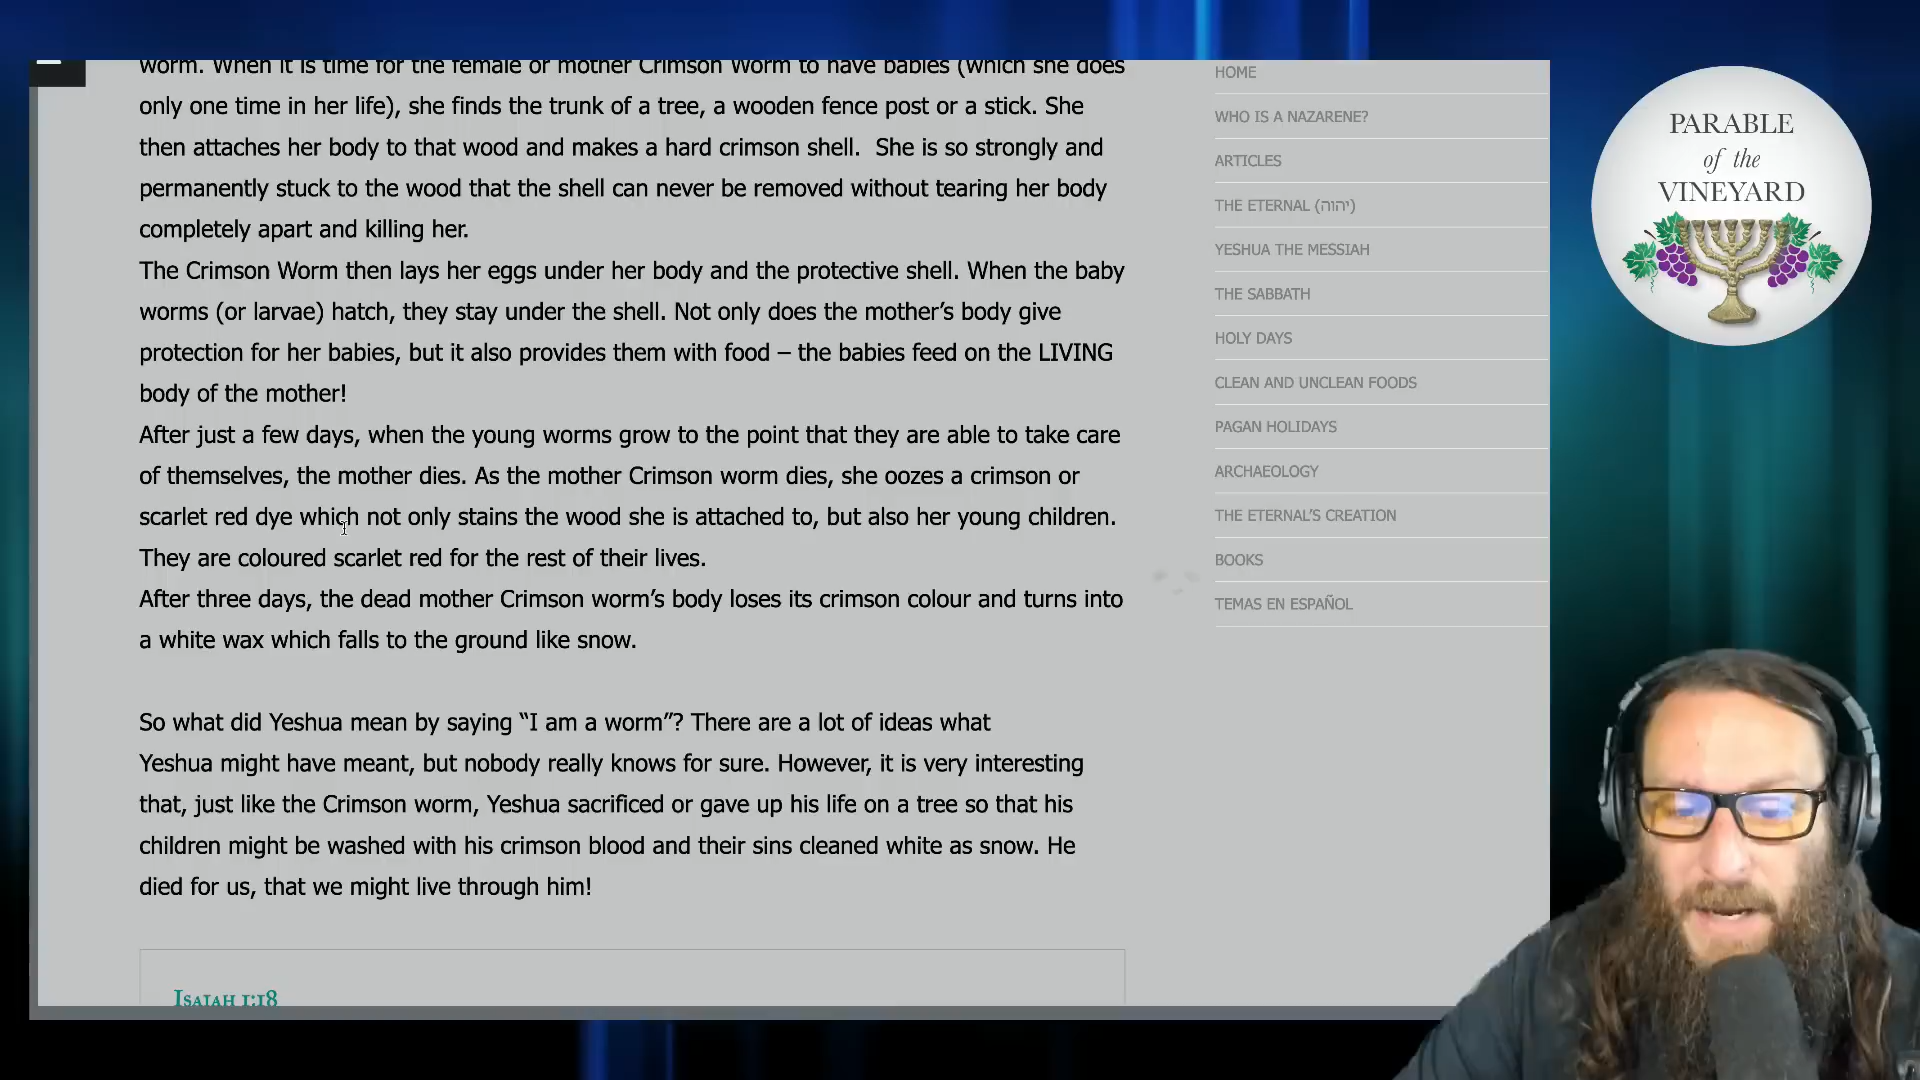 worm. When it is time for the female or mother Crimson Worm to have babies (which she does
only one time in her life), she finds the trunk of a tree, a wooden fence post or a stick. She
then attaches her body to that wood and makes a hard crimson shell.  She is so strongly and
permanently stuck to the wood that the shell can never be removed without tearing her body
completely apart and killing her.
The Crimson Worm then lays her eggs under her body and the protective shell. When the baby
worms (or larvae) hatch, they stay under the shell. Not only does the mother’s body give
protection for her babies, but it also provides them with food – the babies feed on the LIVING
body of the mother!
After just a few days, when the young worms grow to the point that they are able to take care
of themselves, the mother dies. As the mother Crimson worm dies, she oozes a crimson or
scarlet red dye which not only stains the wood she is attached to, but also her young children.
They are coloured scarlet red for the rest of their lives.
After three days, the dead mother Crimson worm’s body loses its crimson colour and turns into
a white wax which falls to the ground like snow.
So what did Yeshua mean by saying “I am a worm”? There are a lot of ideas what
Yeshua might have meant, but nobody really knows for sure. However, it is very interesting
that, just like the Crimson worm, Yeshua sacrificed or gave up his life on a tree so that his
children might be washed with his crimson blood and their sins cleaned white as snow. He
died for us, that we might live through him!
Isaiah 1:18
HOME
WHO IS A NAZARENE?
ARTICLES
THE ETERNAL (יהוה)
YESHUA THE MESSIAH
THE SABBATH
HOLY DAYS
CLEAN AND UNCLEAN FOODS
PAGAN HOLIDAYS
ARCHAEOLOGY
THE ETERNAL’S CREATION
BOOKS
TEMAS EN ESPAÑOL
PARABLE
of the
VINEYARD